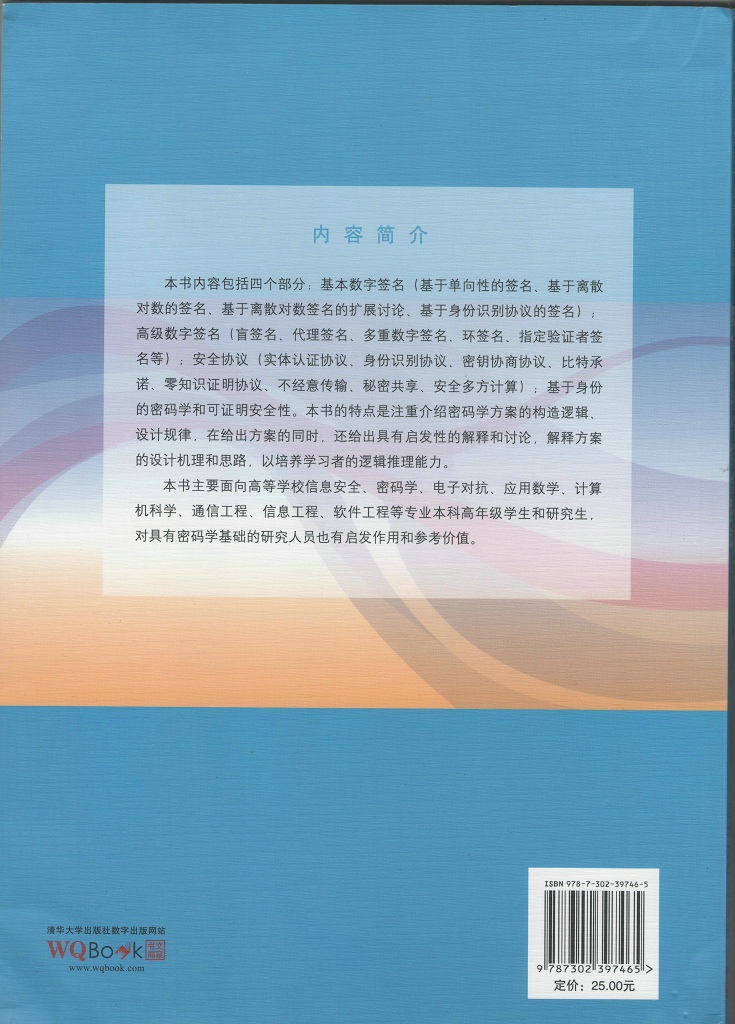 内容简介
本书内容包括四个部分：基本数字签名（基于单向性的签名、基于离散
对数的签名、基于离散对数签名的扩展讨论、基于身份识别协议的签名）；
高级数字签名（盲签名、代理签名、多重数字签名、环签名、指定验证者签
名等）；安全协议（实体认证协议、身份识别协议、密钥协商协议、比特承
诺、零知识证明协议、不经意传输、秘密共享、安全多方计算）；基于身份
的密码学和可证明安全性。本书的特点是注重介绍密码学方案的构造逻辑、
设计规律，在给出方案的同时，还给出具有启发性的解释和讨论，解释方案
的设计机理和思路，以培养学习者的逻辑推理能力。
本书主要面向高等学校信息安全、密码学、电子对抗、应用数学、计算
机科学、通信工程、信息工程、软件工程等专业本科高年级学生和研究生，
对具有密码学基础的研究人员也有启发作用和参考价值。
清华大学出版社数字出版网站
WQBook 书文局泉
www.wqbook.com
ISBN 978-7-302-39746-5
9 787302 397465 >
定价：25.00元